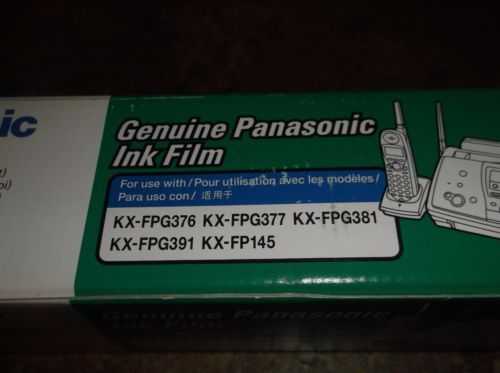 ic
Genuine Panasonic
Ink Film
For use with/Pour utilisation avec les modèles/
Para uso con/ 适用于
KX-FPG376 KX-FPG377 KX-FPG381
KX-FPG391 KX-FP145
Genuine Panasonic
Ink Film